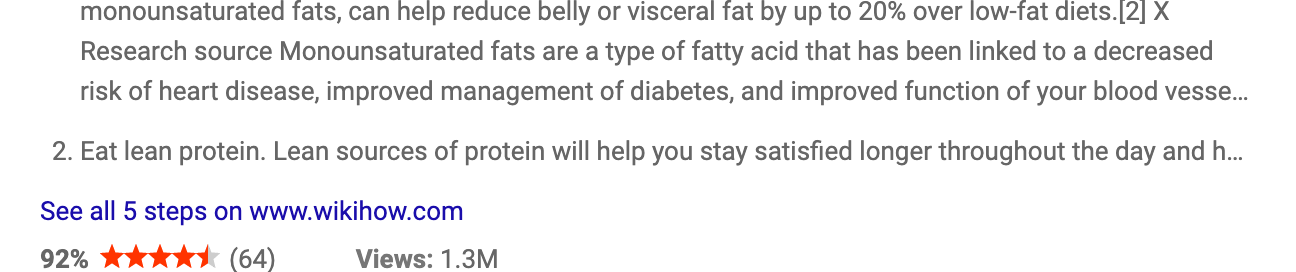 monounsaturated fats, can help reduce belly or visceral fat by up to 20% over low-fat diets.[2] X
Research source Monounsaturated fats are a type of fatty acid that has been linked to a decreased
risk of heart disease, improved management of diabetes, and improved function of your blood vesse...
2. Eat lean protein. Lean sources of protein will help you stay satisfied longer throughout the day and h...
See all 5 steps on www.wikihow.com
92% (64) Views: 1.3M